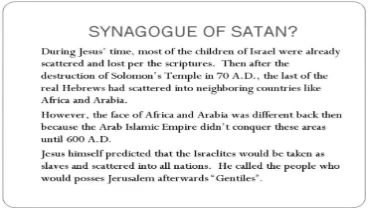 SYNAGOGUE OF SATAN?
During Jesus' time, most of the children of Israel were already
scattered and lost per the scriptures.  Then after the
destruction of Solomon's Temple in 70 A.D., the last of the
real Hebrews had scattered into neighboring countries like
Africa and Arabia.
However, the face of Africa and Arabia was different back then
because the Arab Islamic Empire didn't conquer these areas
until 600 A.D.
Jesus himself predicted that the Israelites would be taken as
slaves and scattered into all nations.  He called the people who
would posses Jerusalem afterwards “Gentiles”.